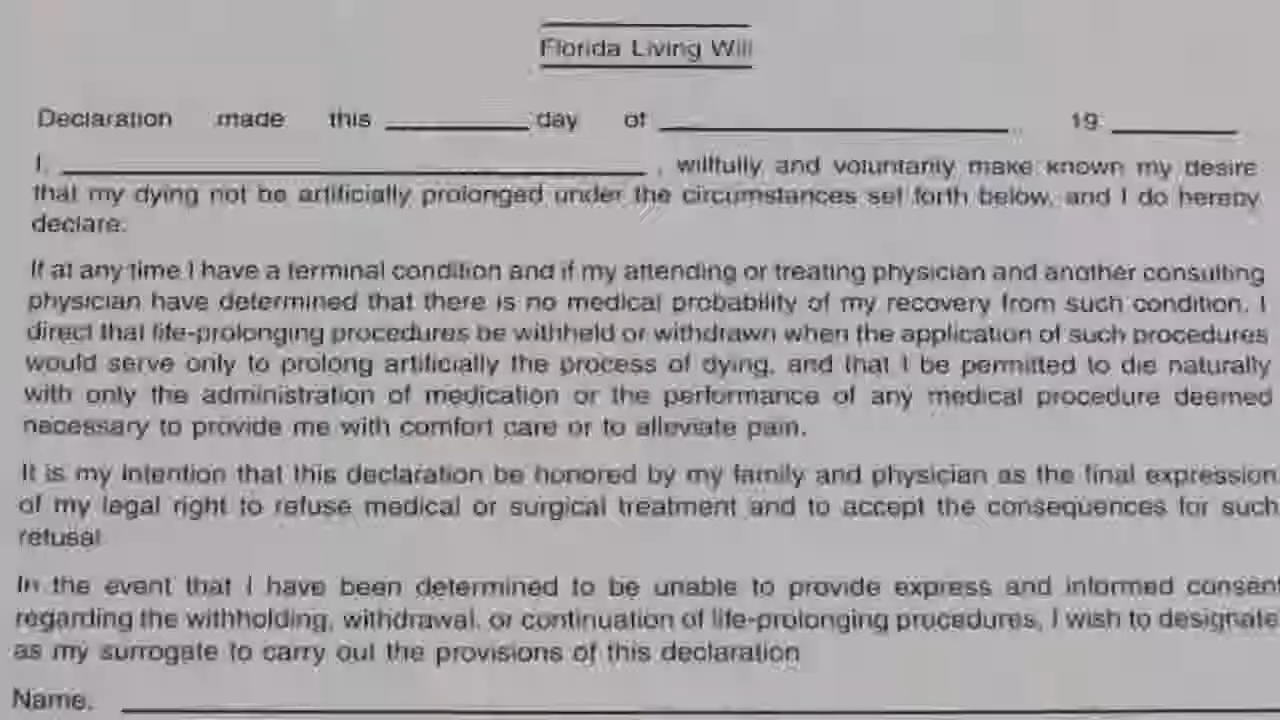 Florida Living Will
Declaration made this ________ day of ____________________, 19 ________
I, ______________________________, willfully and voluntarily make known my desire
that my dying not be artificially prolonged under the circumstances set forth below, and I do hereby
declare:
If at any time I have a terminal condition and if my attending or treating physician and another consulting
physician have determined that there is no medical probability of my recovery from such condition, I
direct that life-prolonging procedures be withheld or withdrawn when the application of such procedures
would serve only to prolong artificially the process of dying, and that I be permitted to die naturally
with only the administration of medication or the performance of any medical procedure deemed
necessary to provide me with comfort care or to alleviate pain.
It is my intention that this declaration be honored by my family and physician as the final expression
of my legal right to refuse medical or surgical treatment and to accept the consequences for such
refusal.
In the event that I have been determined to be unable to provide express and informed consent
regarding the withholding, withdrawal, or continuation of life-prolonging procedures, I wish to designate
as my surrogate to carry out the provisions of this declaration
Name: ______________________________